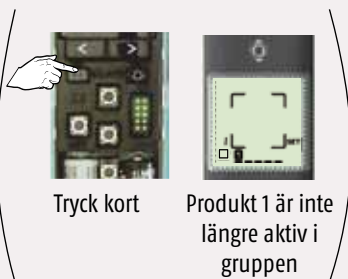 Tryck kort
Produkt 1 är inte
längre aktiv i
gruppen